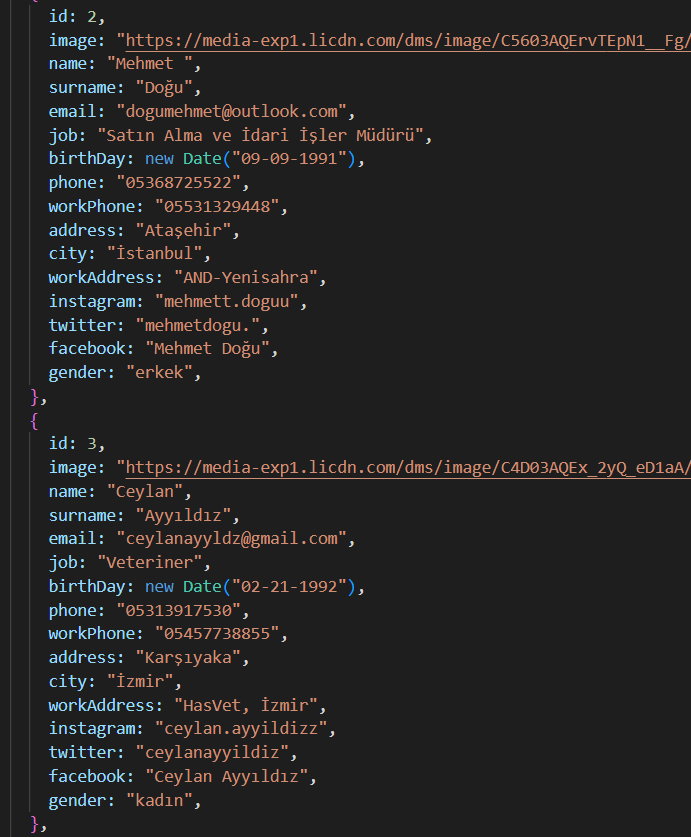 {
id: 2,
image: "https://media-exp1.licdn.com/dms/image/C5603AQErvTEpN1__Fg/
name: "Mehmet ",
surname: "Doğu",
email: "dogumehmet@outlook.com",
job: "Satın Alma ve İdari İşler Müdürü",
birthDay: new Date("09-09-1991"),
phone: "05368725522",
workPhone: "05531329448",
address: "Ataşehir",
city: "İstanbul",
workAddress: "AND-Yenisahra",
instagram: "mehmett.doguu",
twitter: "mehmetdogu.",
facebook: "Mehmet Doğu",
gender: "erkek",
},
{
id: 3,
image: "https://media-exp1.licdn.com/dms/image/C4D03AQEx_2yQ_eD1aA/
name: "Ceylan",
surname: "Ayyıldız",
email: "ceylanayyldz@gmail.com",
job: "Veteriner",
birthDay: new Date("02-21-1992"),
phone: "05313917530",
workPhone: "05457738855",
address: "Karşıyaka",
city: "İzmir",
workAddress: "HasVet, İzmir",
instagram: "ceylan.ayyildizz",
twitter: "ceylanayyildiz",
facebook: "Ceylan Ayyıldız",
gender: "kadın",
},